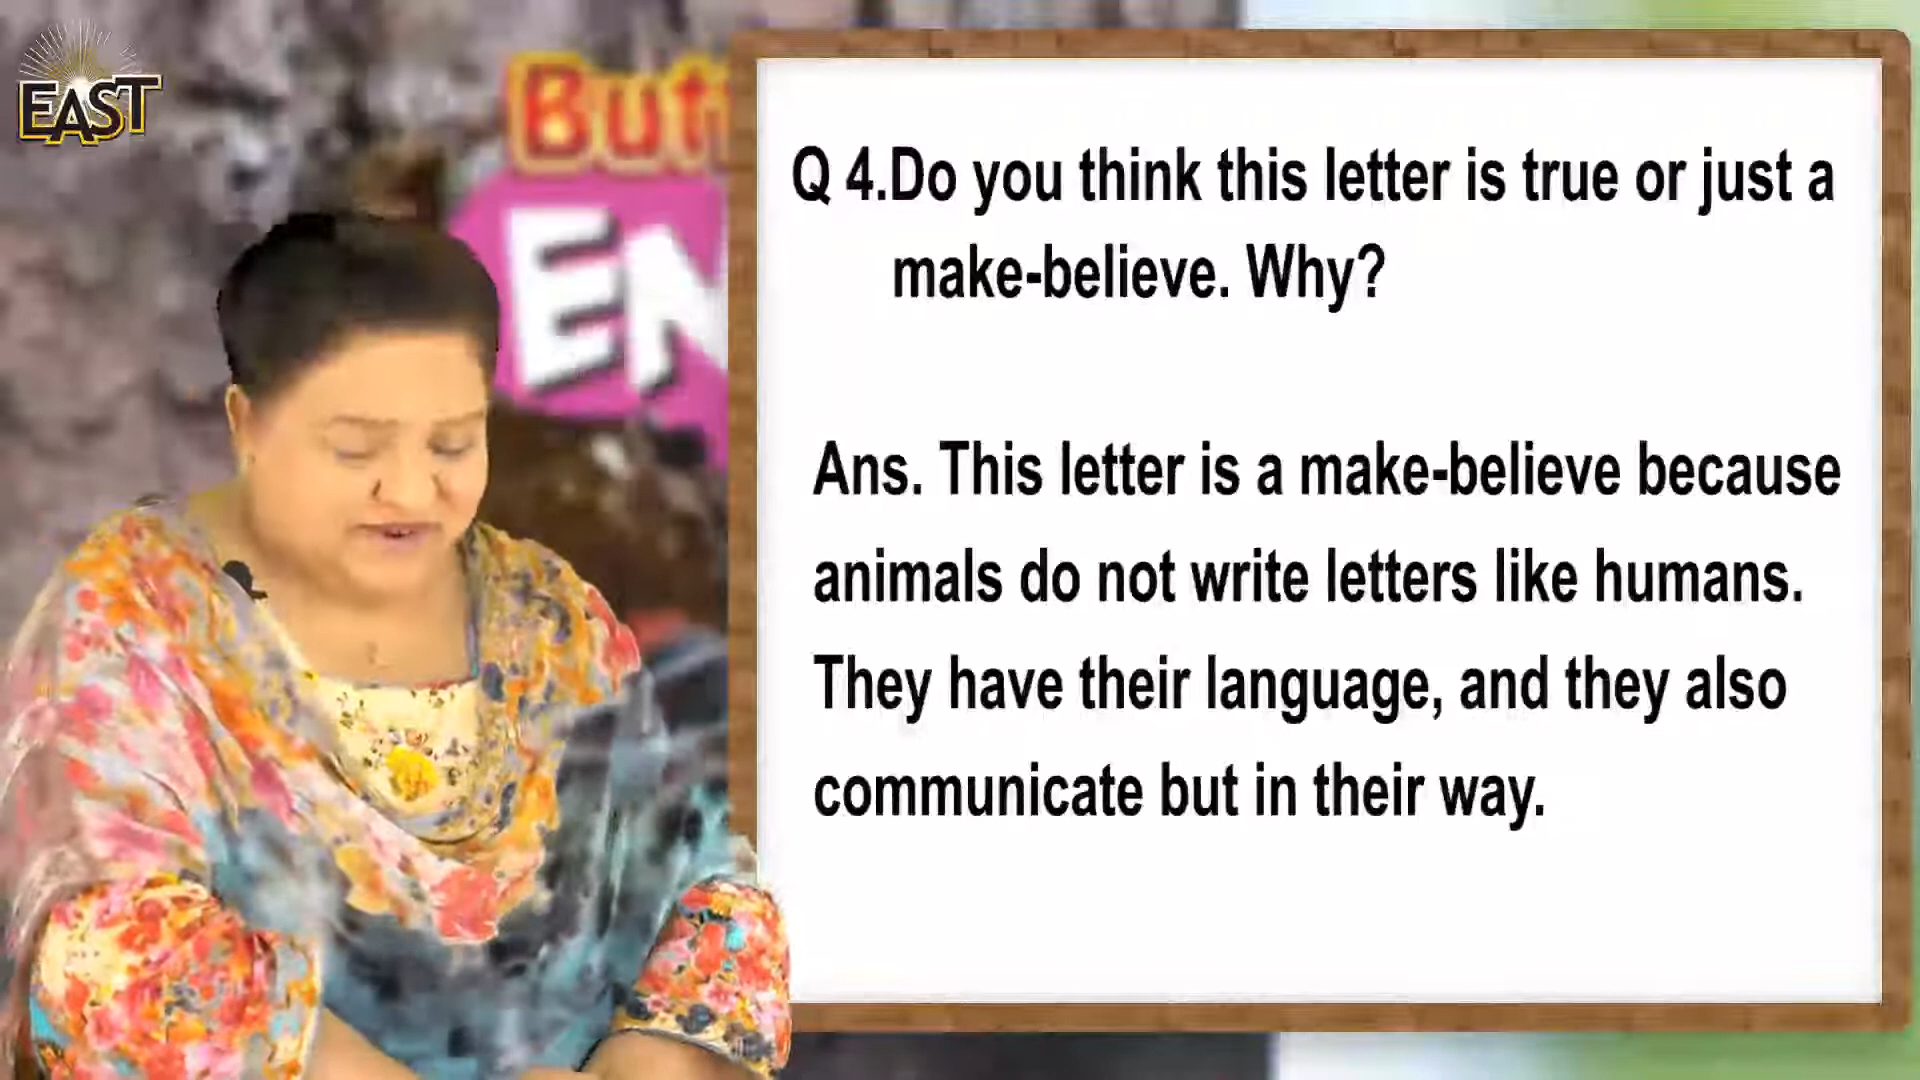 EAST
Q 4.Do you think this letter is true or just a
make-believe. Why?
Ans. This letter is a make-believe because
animals do not write letters like humans.
They have their language, and they also
communicate but in their way.